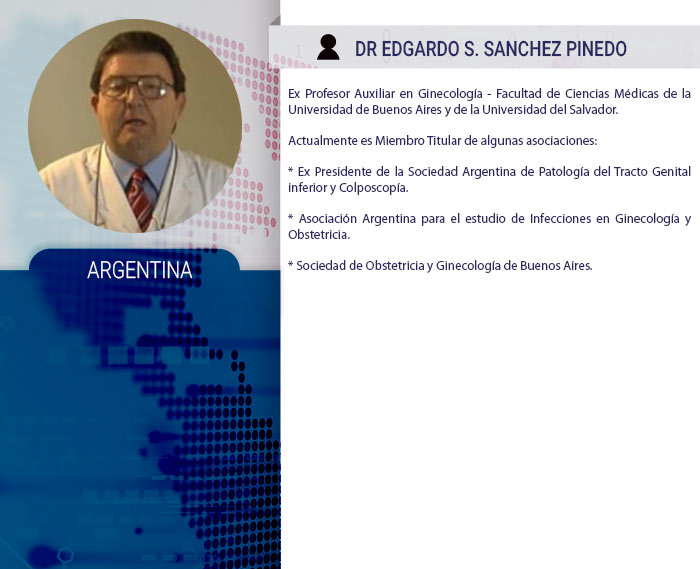 DR EDGARDO S. SANCHEZ PINEDO
Ex Profesor Auxiliar en Ginecología - Facultad de Ciencias Médicas de la
Universidad de Buenos Aires y de la Universidad del Salvador.
Actualmente es Miembro Titular de algunas asociaciones:
* Ex Presidente de la Sociedad Argentina de Patología del Tracto Genital
inferior y Colposcopía.
* Asociación Argentina para el estudio de Infecciones en Ginecología y
Obstetricia.
* Sociedad de Obstetricia y Ginecología de Buenos Aires.
ARGENTINA